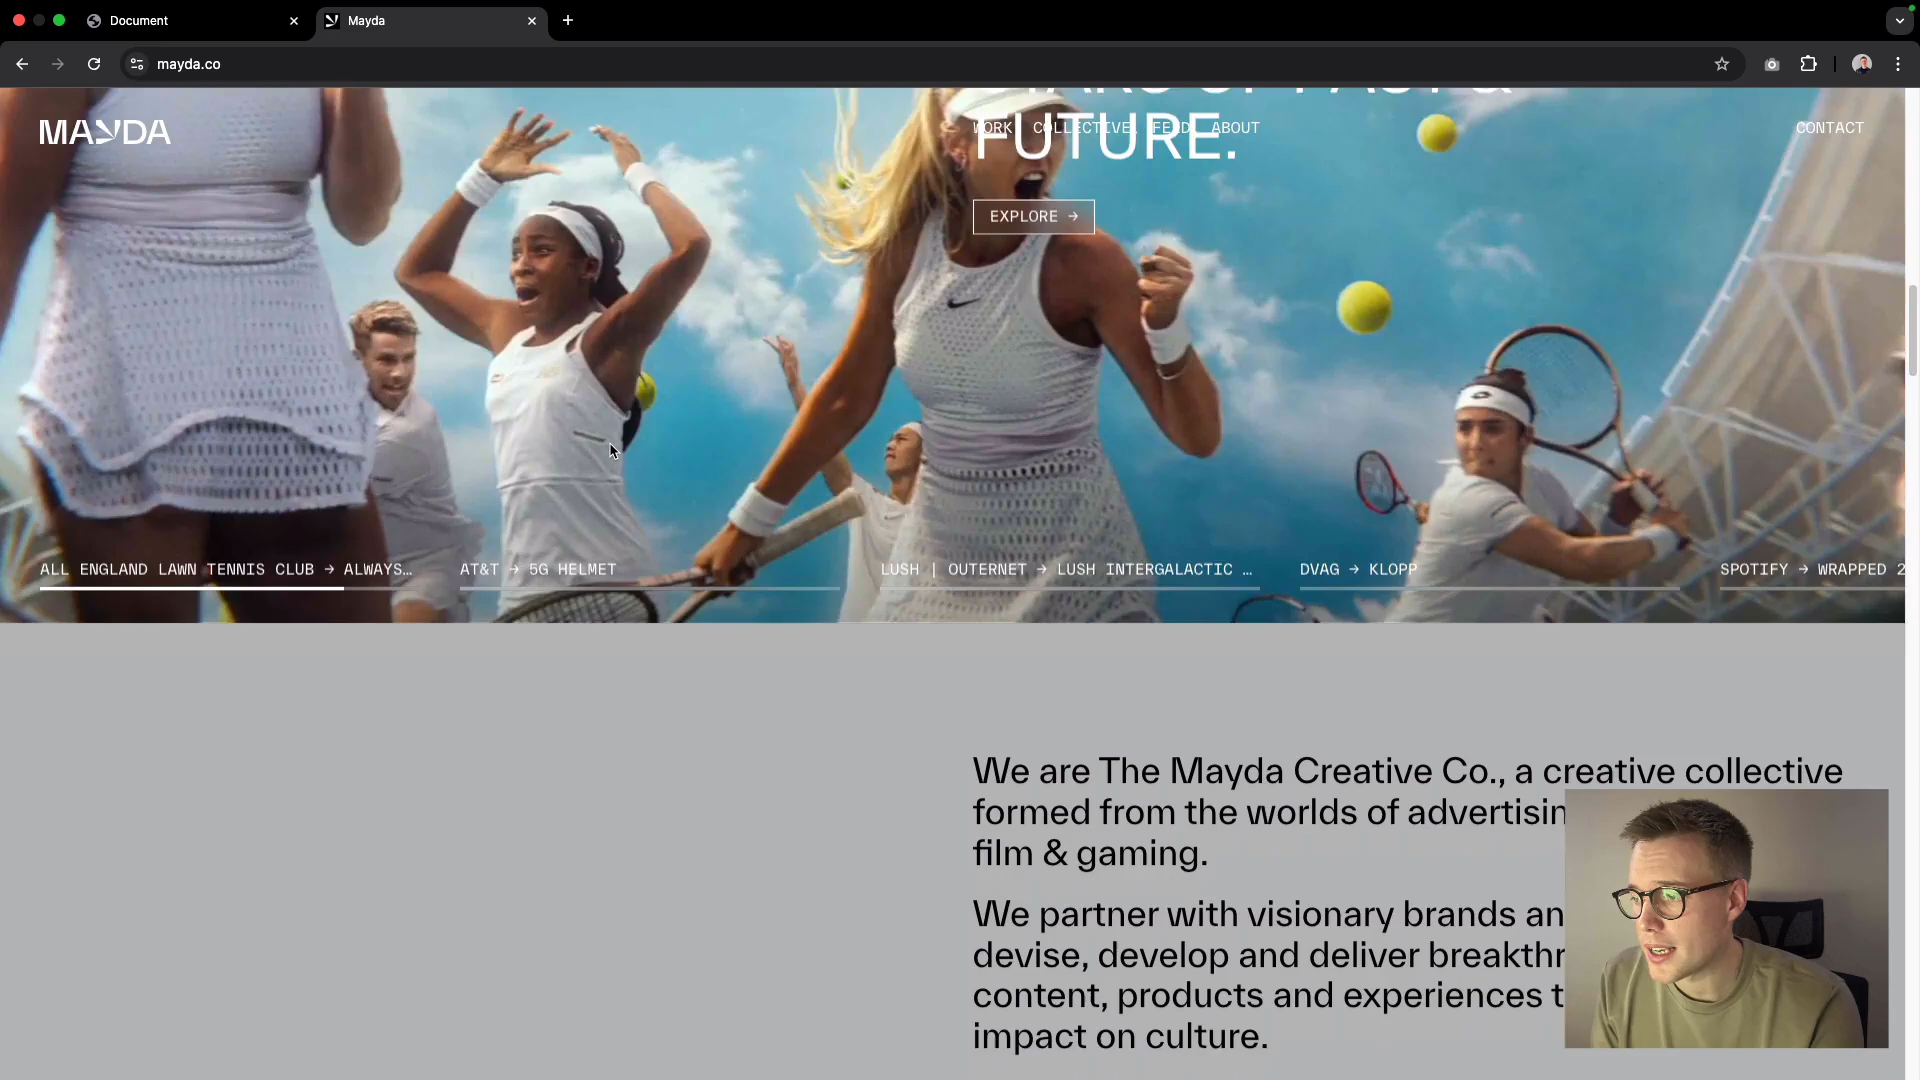 Document
Mayda
mayda.co
MAYDA
WORK, COLLECTIVE, FEED, ABOUT
CONTACT
FUTURE.
EXPLORE →
ALL ENGLAND LAWN TENNIS CLUB → ALWAYS…
AT&T → 5G HELMET
LUSH | OUTERNET → LUSH INTERGALACTIC …
DVAG → KLOPP
SPOTIFY → WRAPPED 2
We are The Mayda Creative Co., a creative collective
formed from the worlds of advertisin
film & gaming.
We partner with visionary brands an
devise, develop and deliver breakthr
content, products and experiences t
impact on culture.